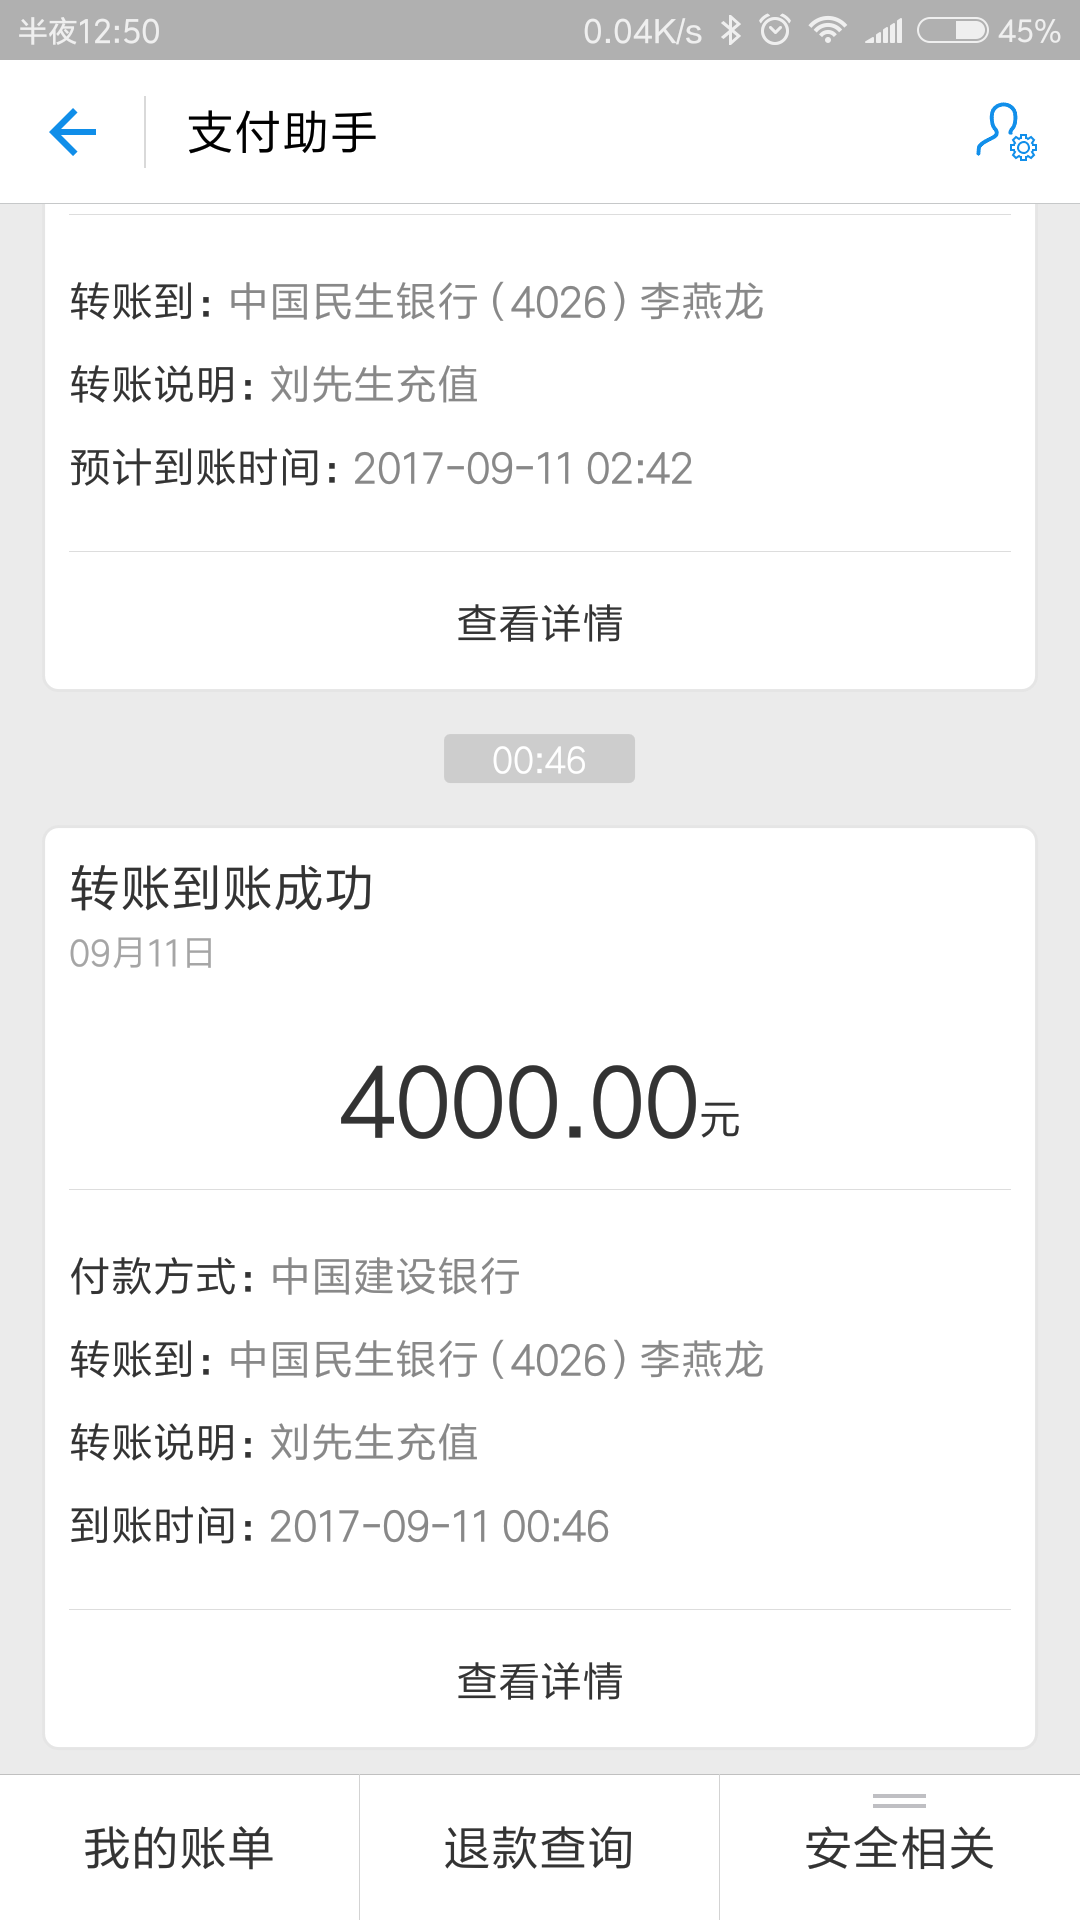 半夜12:50 0.04K/s 45%
支付助手
转账到：中国民生银行（4026）李燕龙
转账说明：刘先生充值
预计到账时间：2017-09-11 02:42
查看详情
00:46
转账到账成功
09月11日
4000.00元
付款方式：中国建设银行
转账到：中国民生银行（4026）李燕龙
转账说明：刘先生充值
到账时间：2017-09-11 00:46
查看详情
我的账单 退款查询 安全相关